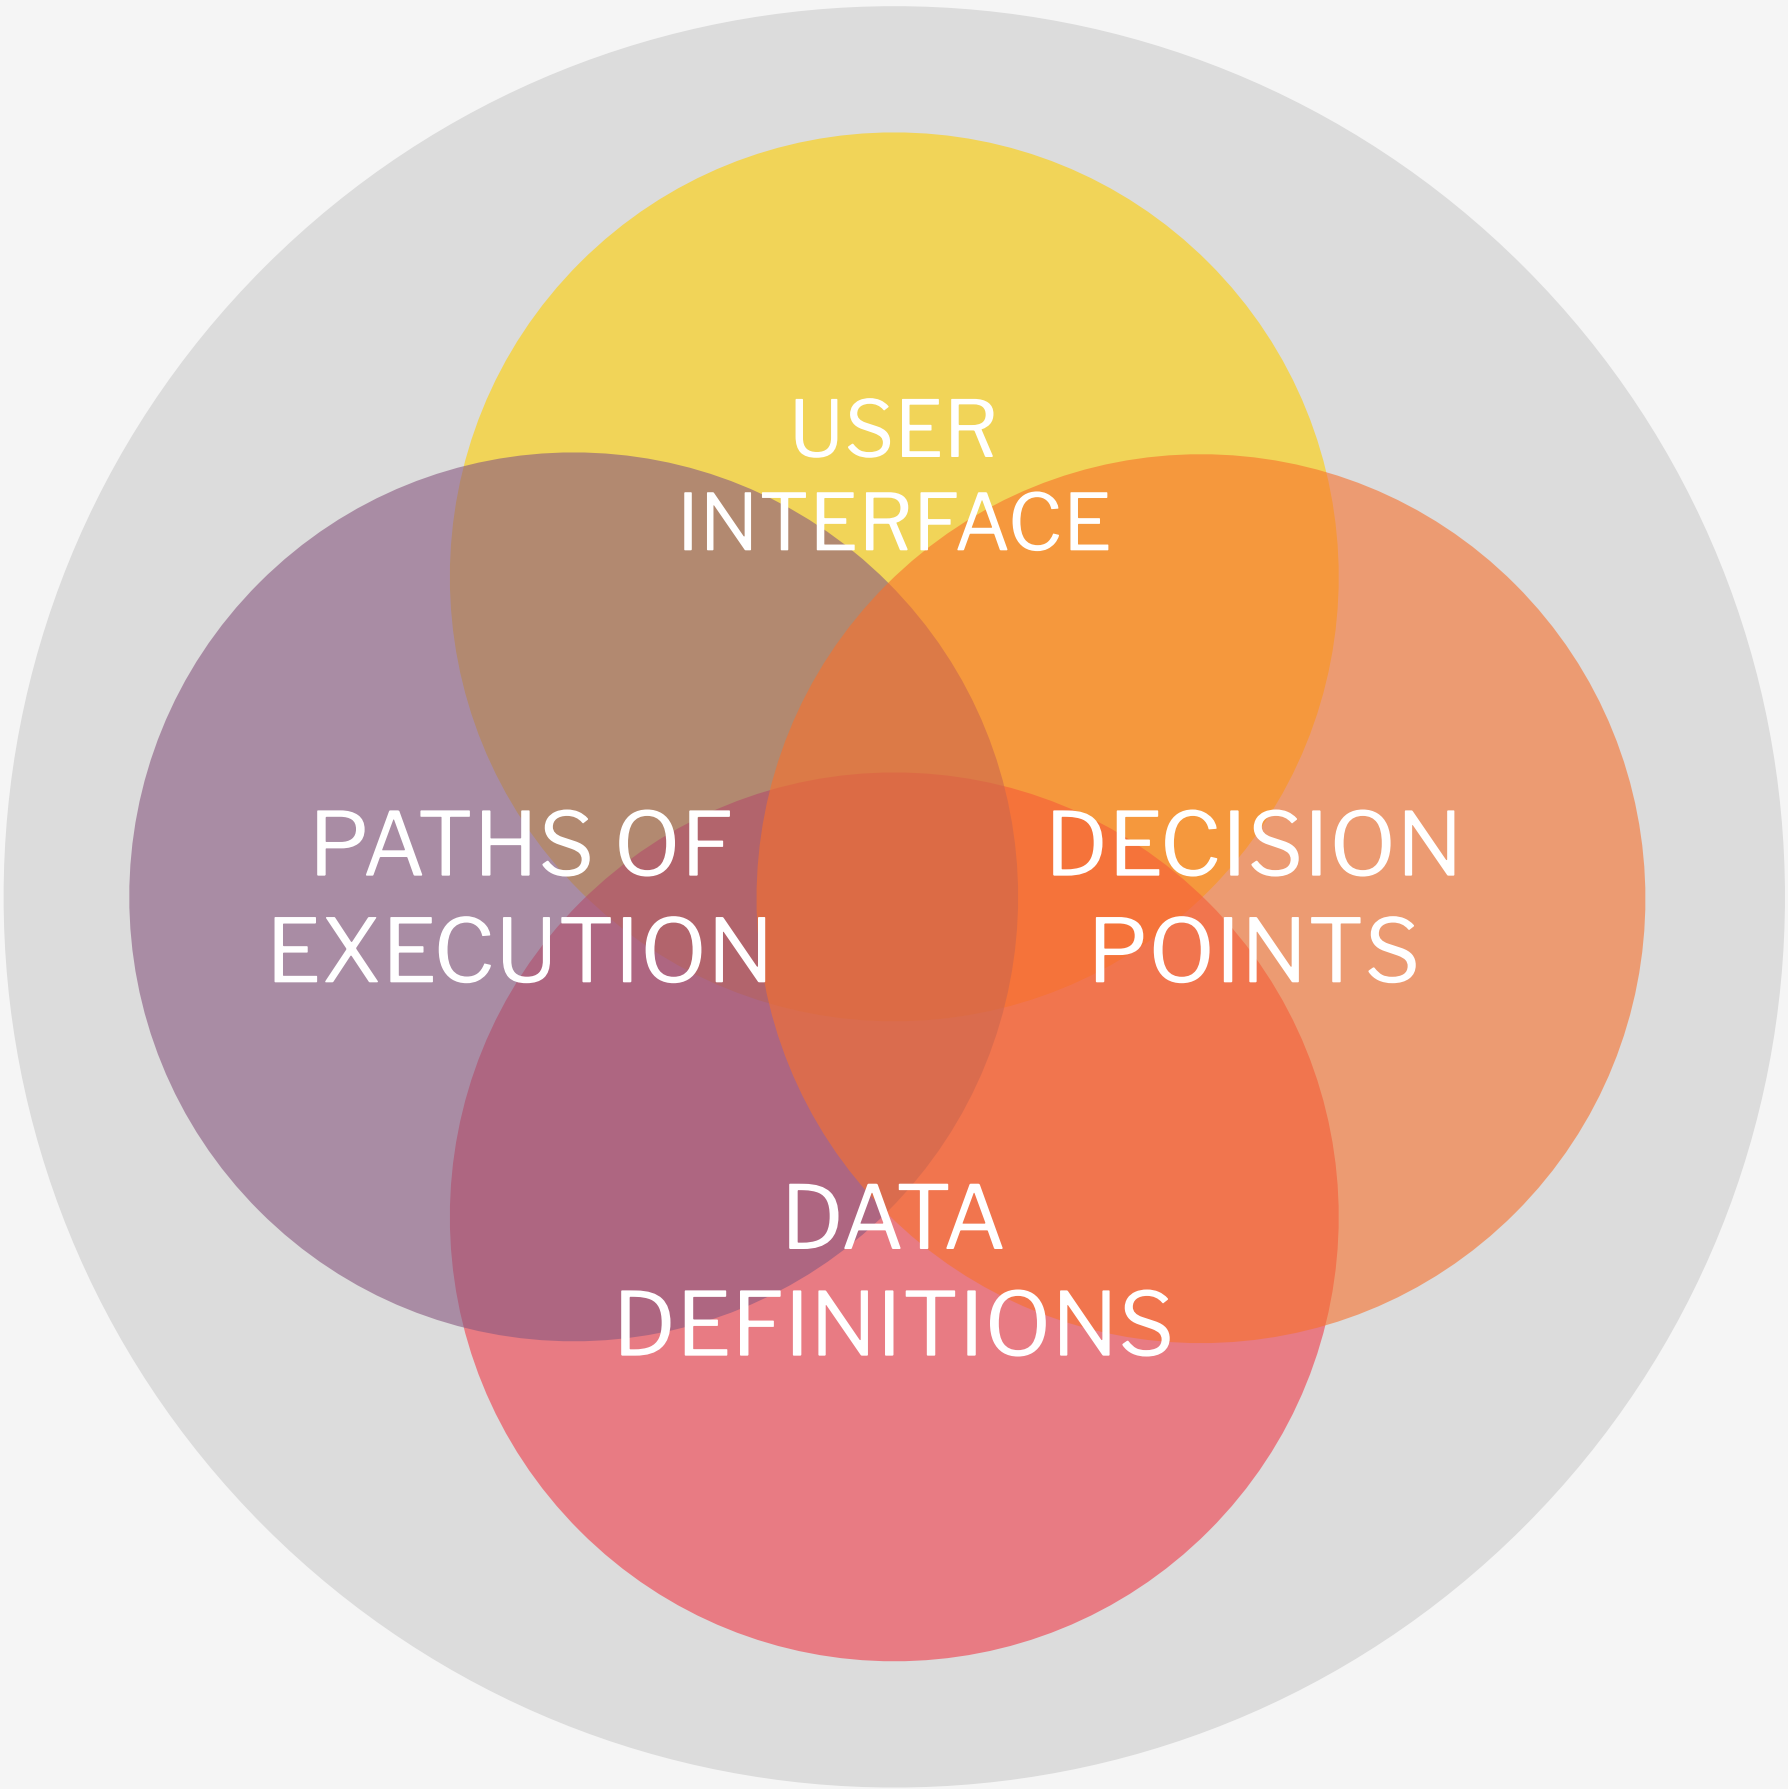 USER
INTERFACE
PATHS OF
EXECUTION
DECISION
POINTS
DATA
DEFINITIONS